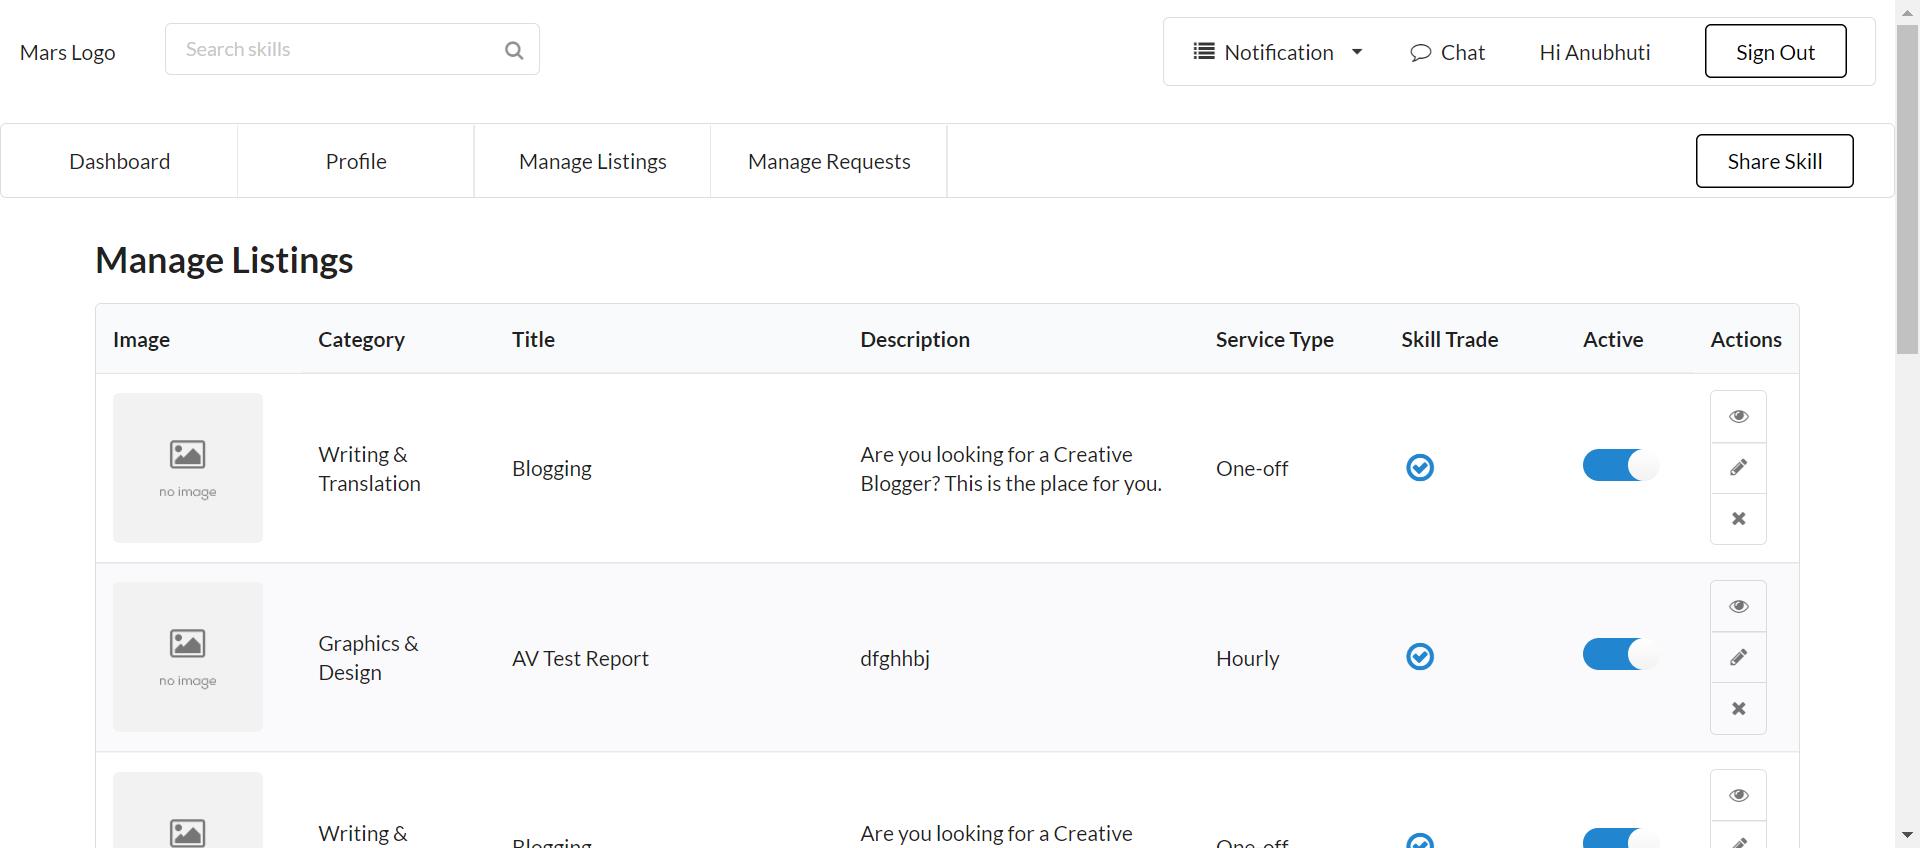 Mars Logo
Search skills
Notification
Chat
Hi Anubhuti
Sign Out
Dashboard
Profile
Manage Listings
Manage Requests
Share Skill
Manage Listings
Image Category Title Description Service Type Skill Trade Active Actions
no image
Writing &
Translation
Blogging
Are you looking for a Creative
Blogger? This is the place for you.
One-off
no image
Graphics &
Design
AV Test Report
dfghhbj
Hourly
Writing &
Blogging
Are you looking for a Creative
One-off